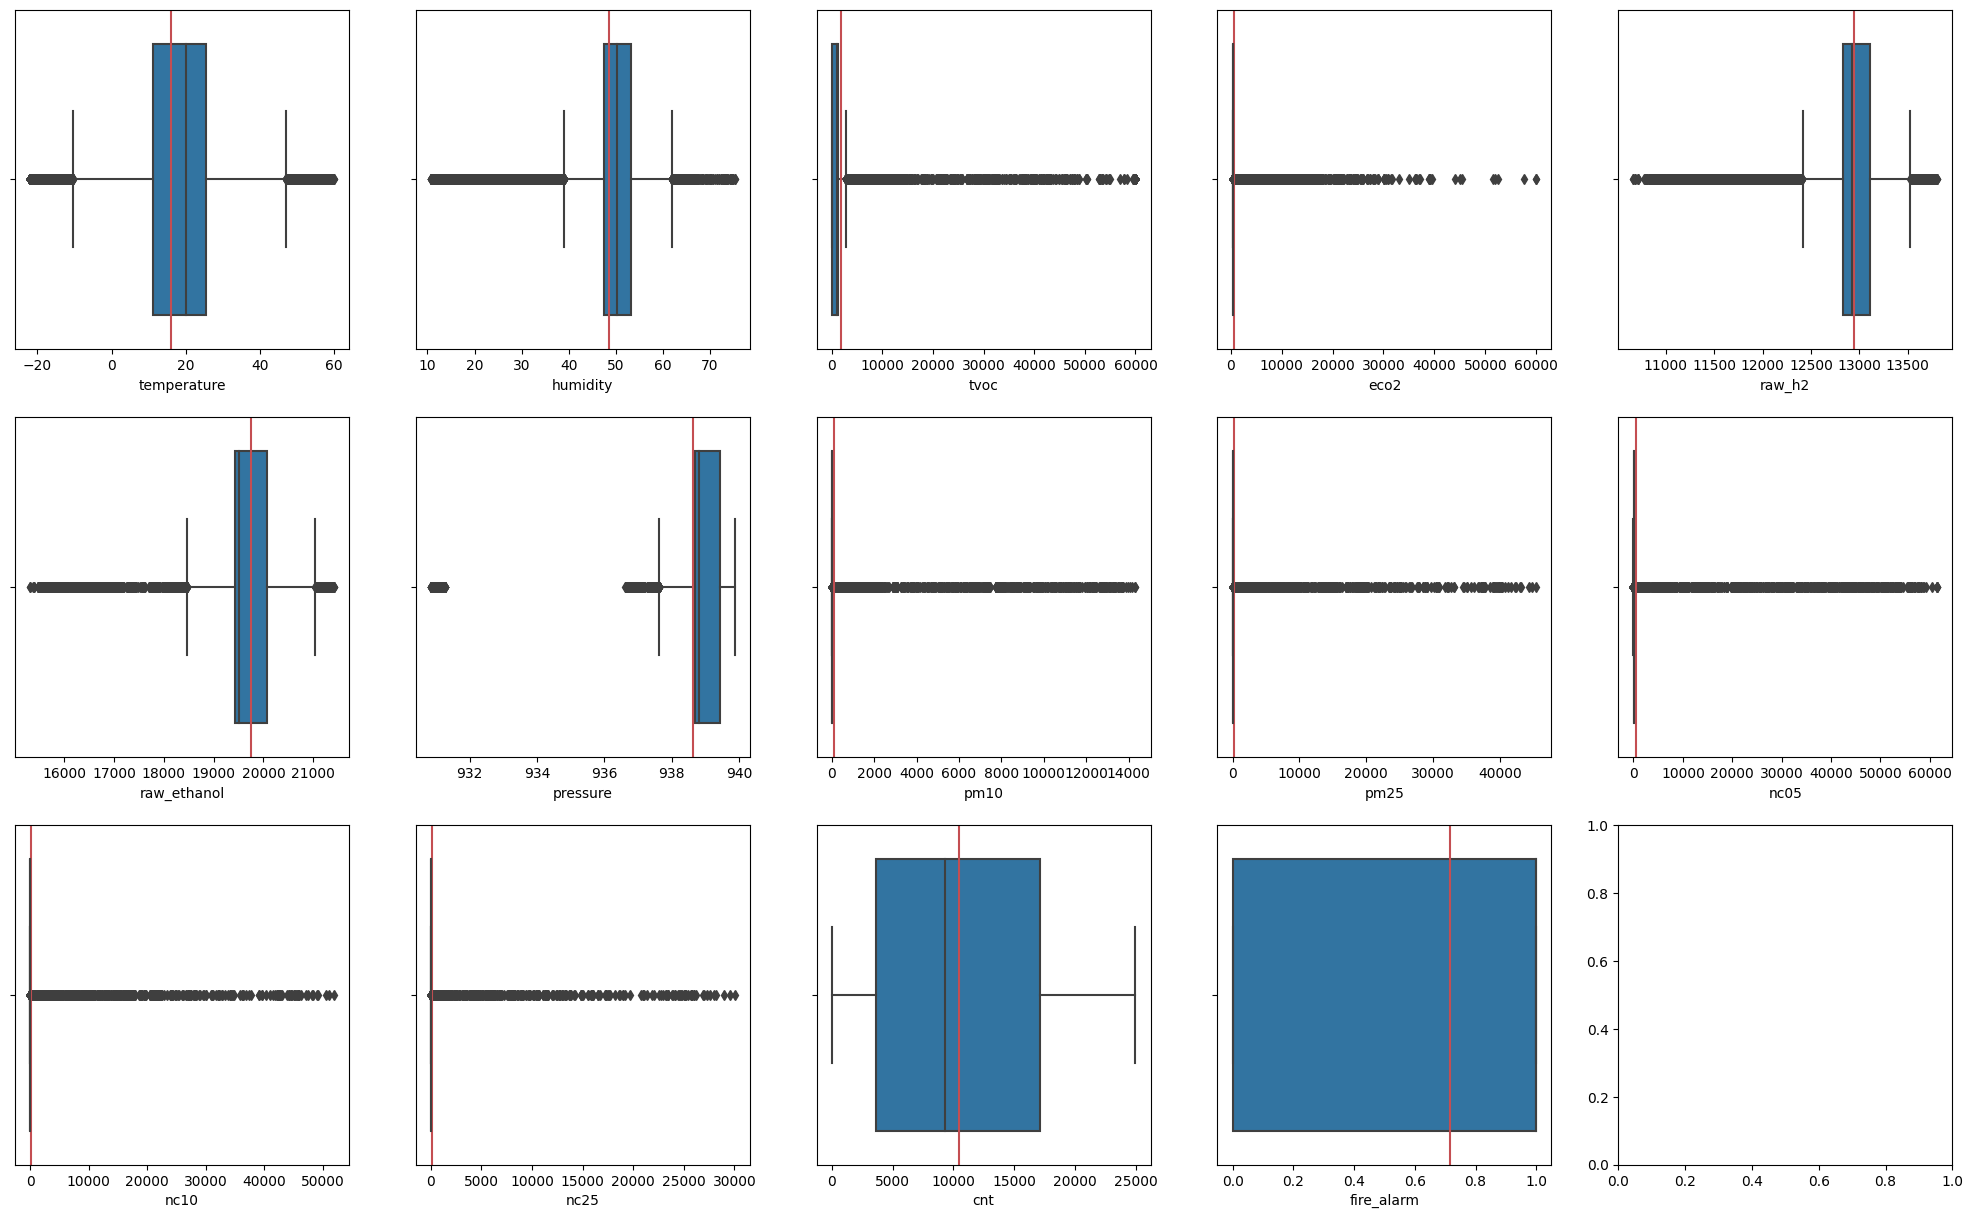 −20 0 20 40 60
temperature
10 20 30 40 50 60 70
humidity
0 10000 20000 30000 40000 50000 60000
tvoc
0 10000 20000 30000 40000 50000 60000
eco2
11000 11500 12000 12500 13000 13500
raw_h2
16000 17000 18000 19000 20000 21000
raw_ethanol
932 934 936 938 940
pressure
0 2000 4000 6000 8000 10000 12000 14000
pm10
0 10000 20000 30000 40000
pm25
0 10000 20000 30000 40000 50000 60000
nc05
0 10000 20000 30000 40000 50000
nc10
0 5000 10000 15000 20000 25000 30000
nc25
0 5000 10000 15000 20000 25000
cnt
0.0 0.2 0.4 0.6 0.8 1.0
fire_alarm
1.0
0.8
0.6
0.4
0.2
0.0
0.0 0.2 0.4 0.6 0.8 1.0